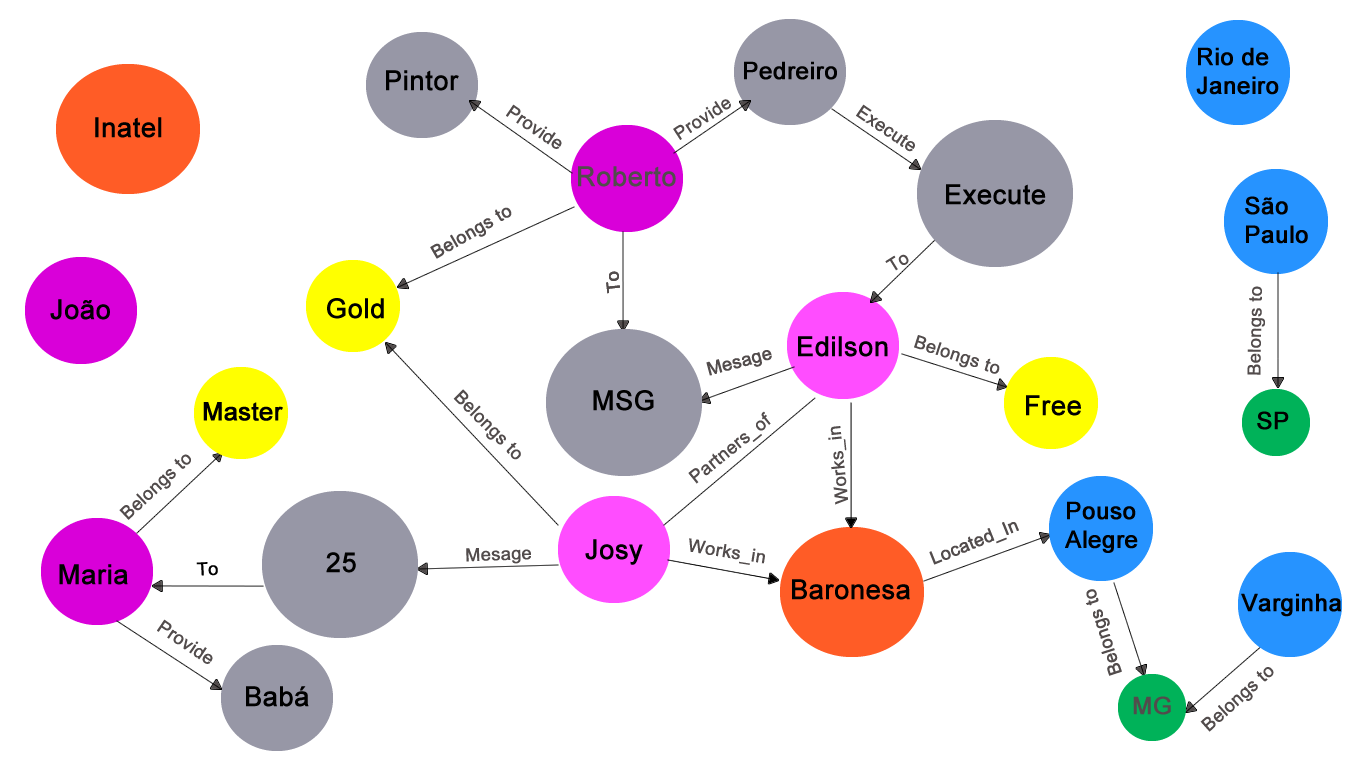 Rio de
Janeiro
Pedreiro
Pintor
Provide
Provide
Execute
Inatel
Roberto
Execute
São
Paulo
Belongs to
To
To
João
Gold
Edilson
Belongs to
Belongs to
Mesage
MSG
Free
Master
Belongs to
Partners_of
Works_in
SP
Belongs to
Pouso
Alegre
Maria
To
25
Mesage
Josy
Works_in
Located_In
Baronesa
Varginha
Belongs to
Provide
Babá
MG
Belongs to